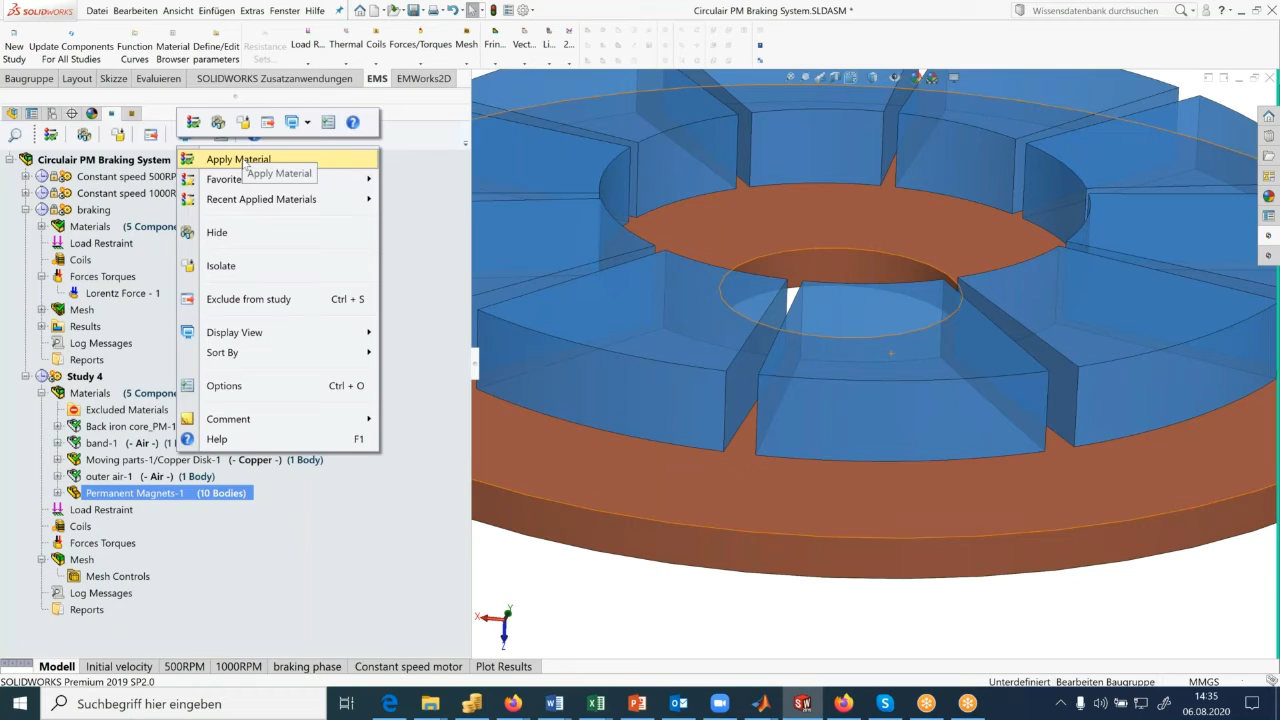 SOLIDWORKS
Datei Bearbeiten Ansicht Einfügen Extras Fenster Hilfe
Circulair PM Braking System.SLDASM *
Wissensdatenbank durchsuchen
New Study
Update Components For All Studies
Function Curves
Material Browser
Define/Edit parameters
Resistance Sets...
Load R...
Thermal
Coils
Forces/Torques
Mesh
Frin...
Vect...
Li...
2...
Baugruppe Layout Skizze Evaluieren SOLIDWORKS Zusatzanwendungen EMS EMWorks2D
Circulair PM Braking System
Constant speed 500RP
Constant speed 1000R
braking
Materials (5 Compone
Load Restraint
Coils
Forces Torques
Lorentz Force - 1
Mesh
Results
Log Messages
Reports
Study 4
Materials (5 Compone
Excluded Materials
Back iron core_PM-1
band-1 (- Air -) (1
Moving parts-1/Copper Disk-1 (- Copper -) (1 Body)
outer air-1 (- Air -) (1 Body)
Permanent Magnets-1 (10 Bodies)
Load Restraint
Coils
Forces Torques
Mesh
Mesh Controls
Log Messages
Reports
Apply Material
Apply Material
Favorite
Recent Applied Materials
Hide
Isolate
Exclude from study Ctrl + S
Display View
Sort By
Options Ctrl + O
Comment
Help F1
X
Y
Z
Modell Initial velocity 500RPM 1000RPM braking phase Constant speed motor Plot Results
SOLIDWORKS Premium 2019 SP2.0
Unterdefiniert Bearbeiten Baugruppe
MMGS
Suchbegriff hier eingeben
14:35
06.08.2020